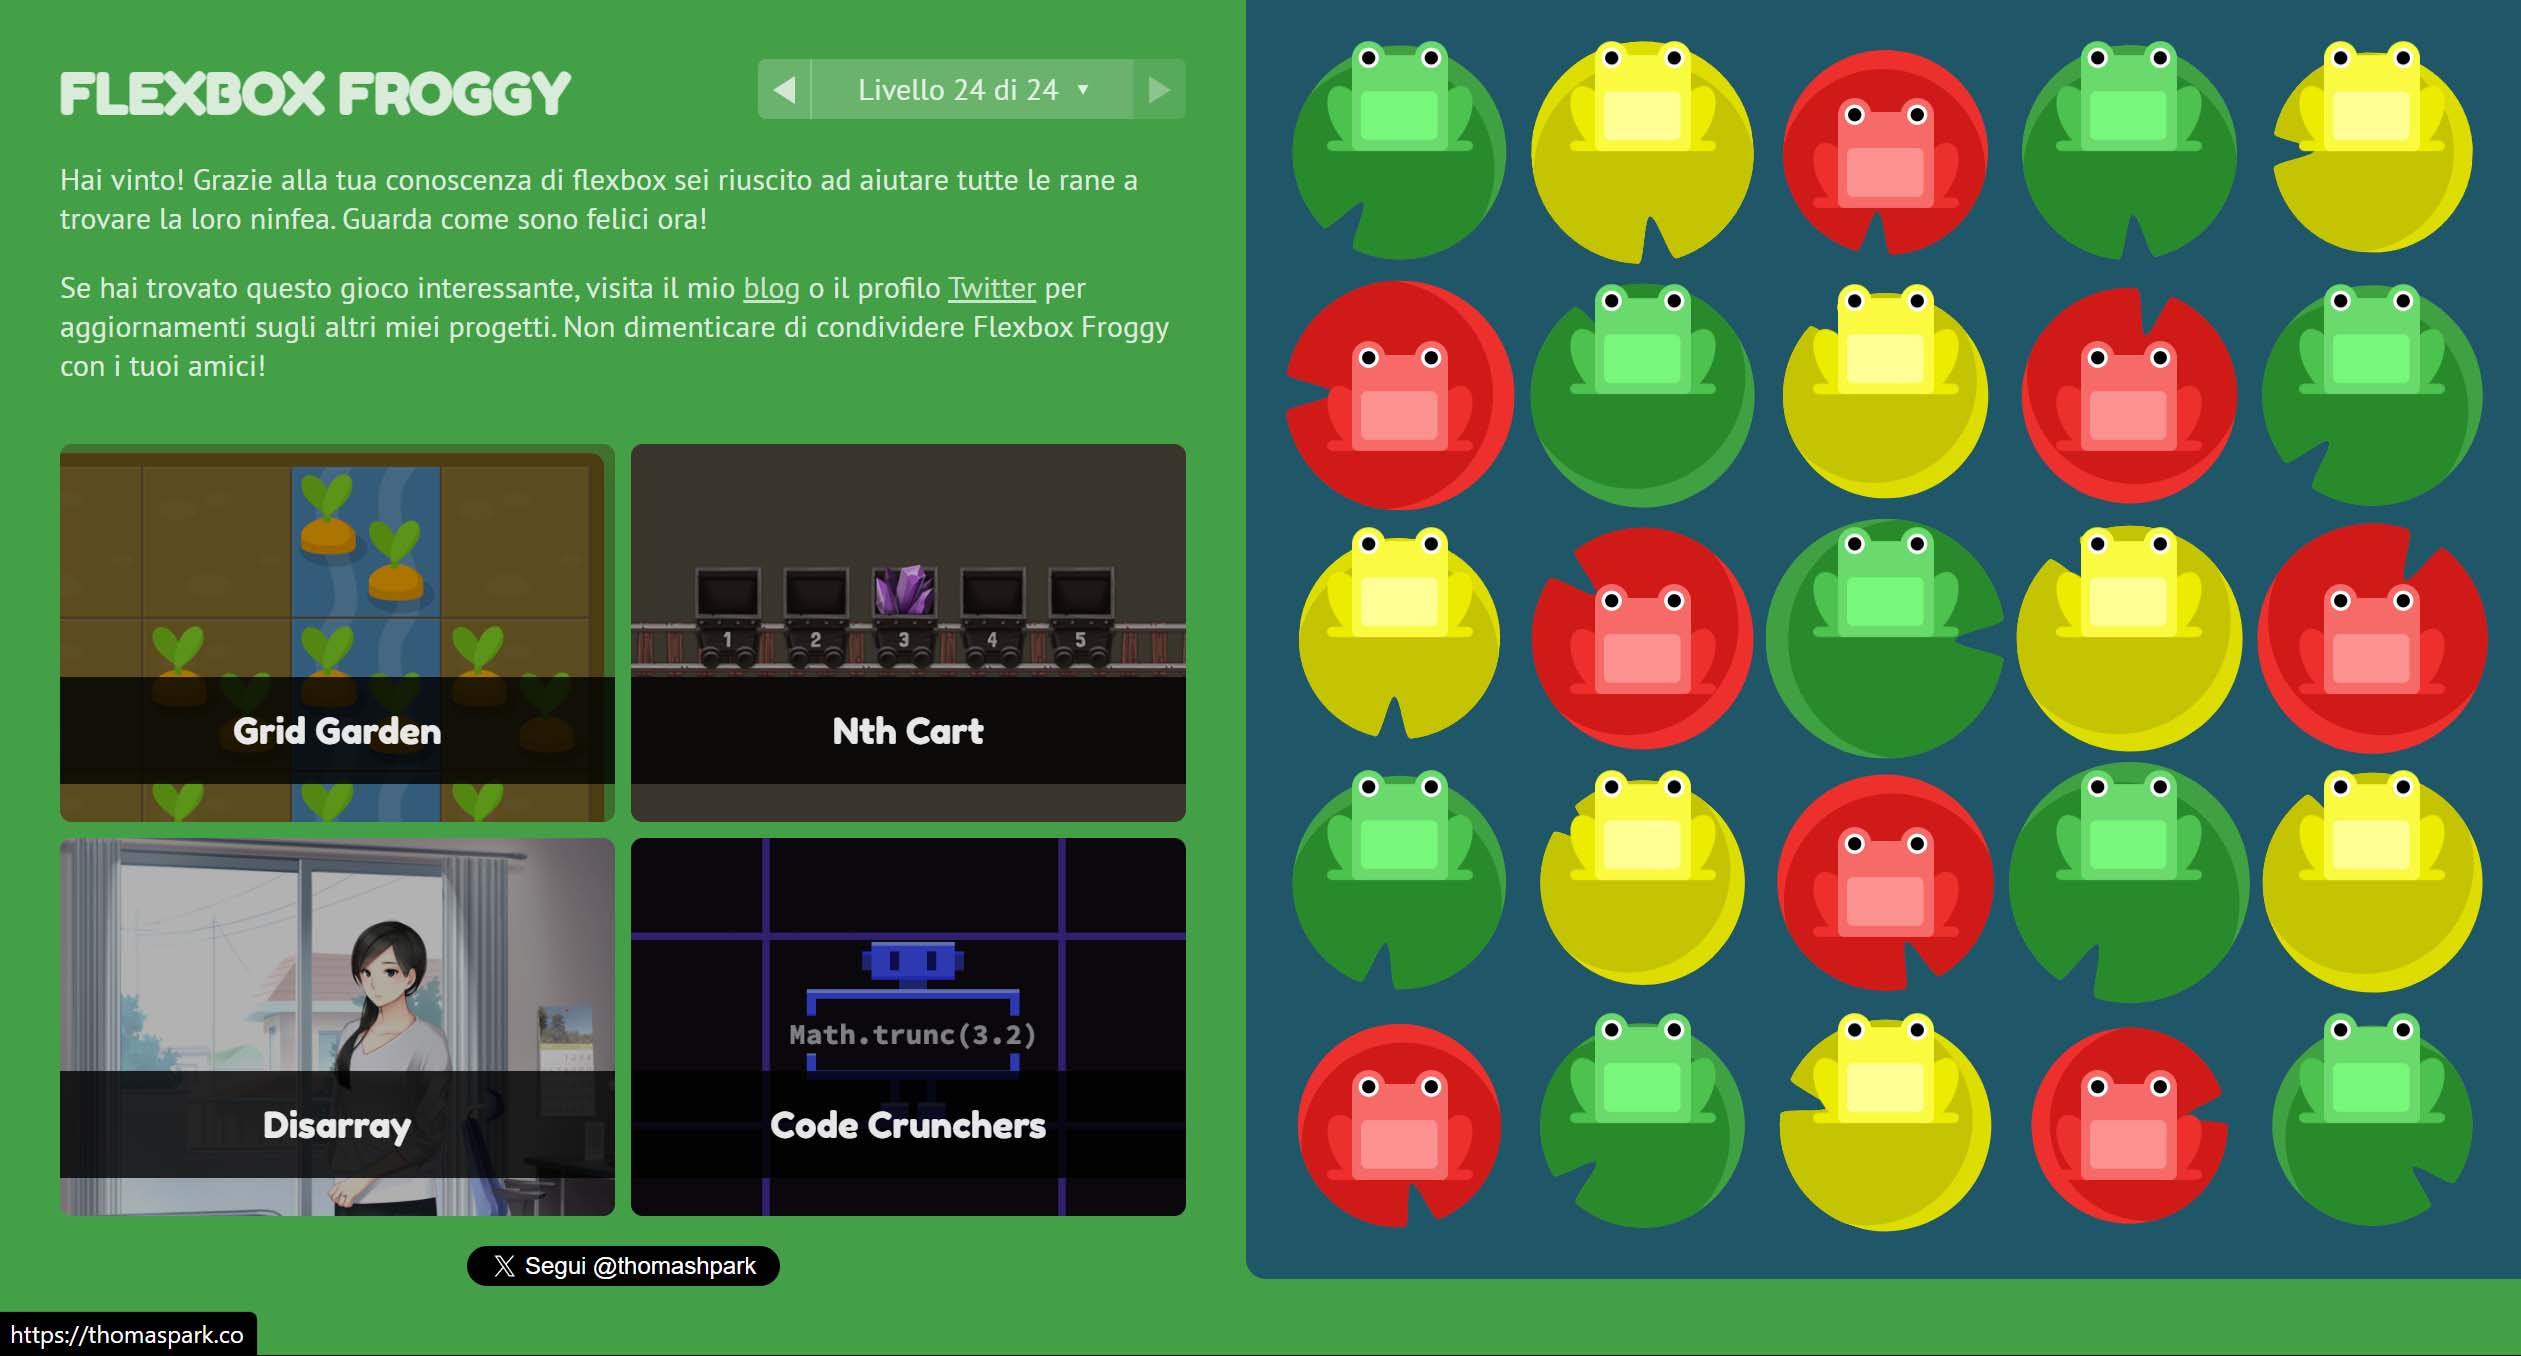 FLEXBOX FROGGY
Livello 24 di 24
Hai vinto! Grazie alla tua conoscenza di flexbox sei riuscito ad aiutare tutte le rane a
trovare la loro ninfea. Guarda come sono felici ora!
Se hai trovato questo gioco interessante, visita il mio blog o il profilo Twitter per
aggiornamenti sugli altri miei progetti. Non dimenticare di condividere Flexbox Froggy
con i tuoi amici!
Grid Garden
1 2 3 4 5
Nth Cart
Disarray
Math.trunc(3.2)
Code Crunchers
Segui @thomashpark
https://thomaspark.co